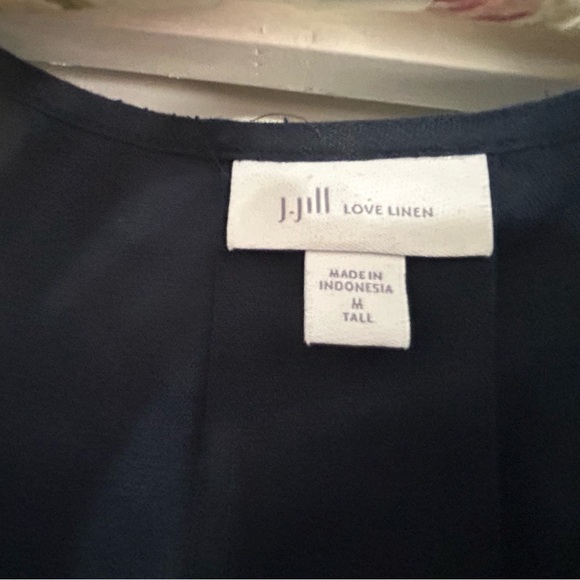 J.Jill LOVE LINEN
MADE IN
INDONESIA
M
TALL